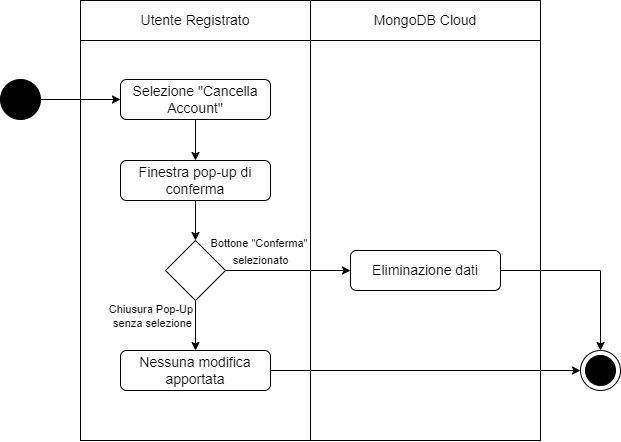 Utente Registrato
MongoDB Cloud
Selezione "Cancella
Account"
Finestra pop-up di
conferma
Bottone "Conferma"
selezionato
Eliminazione dati
Chiusura Pop-Up
senza selezione
Nessuna modifica
apportata